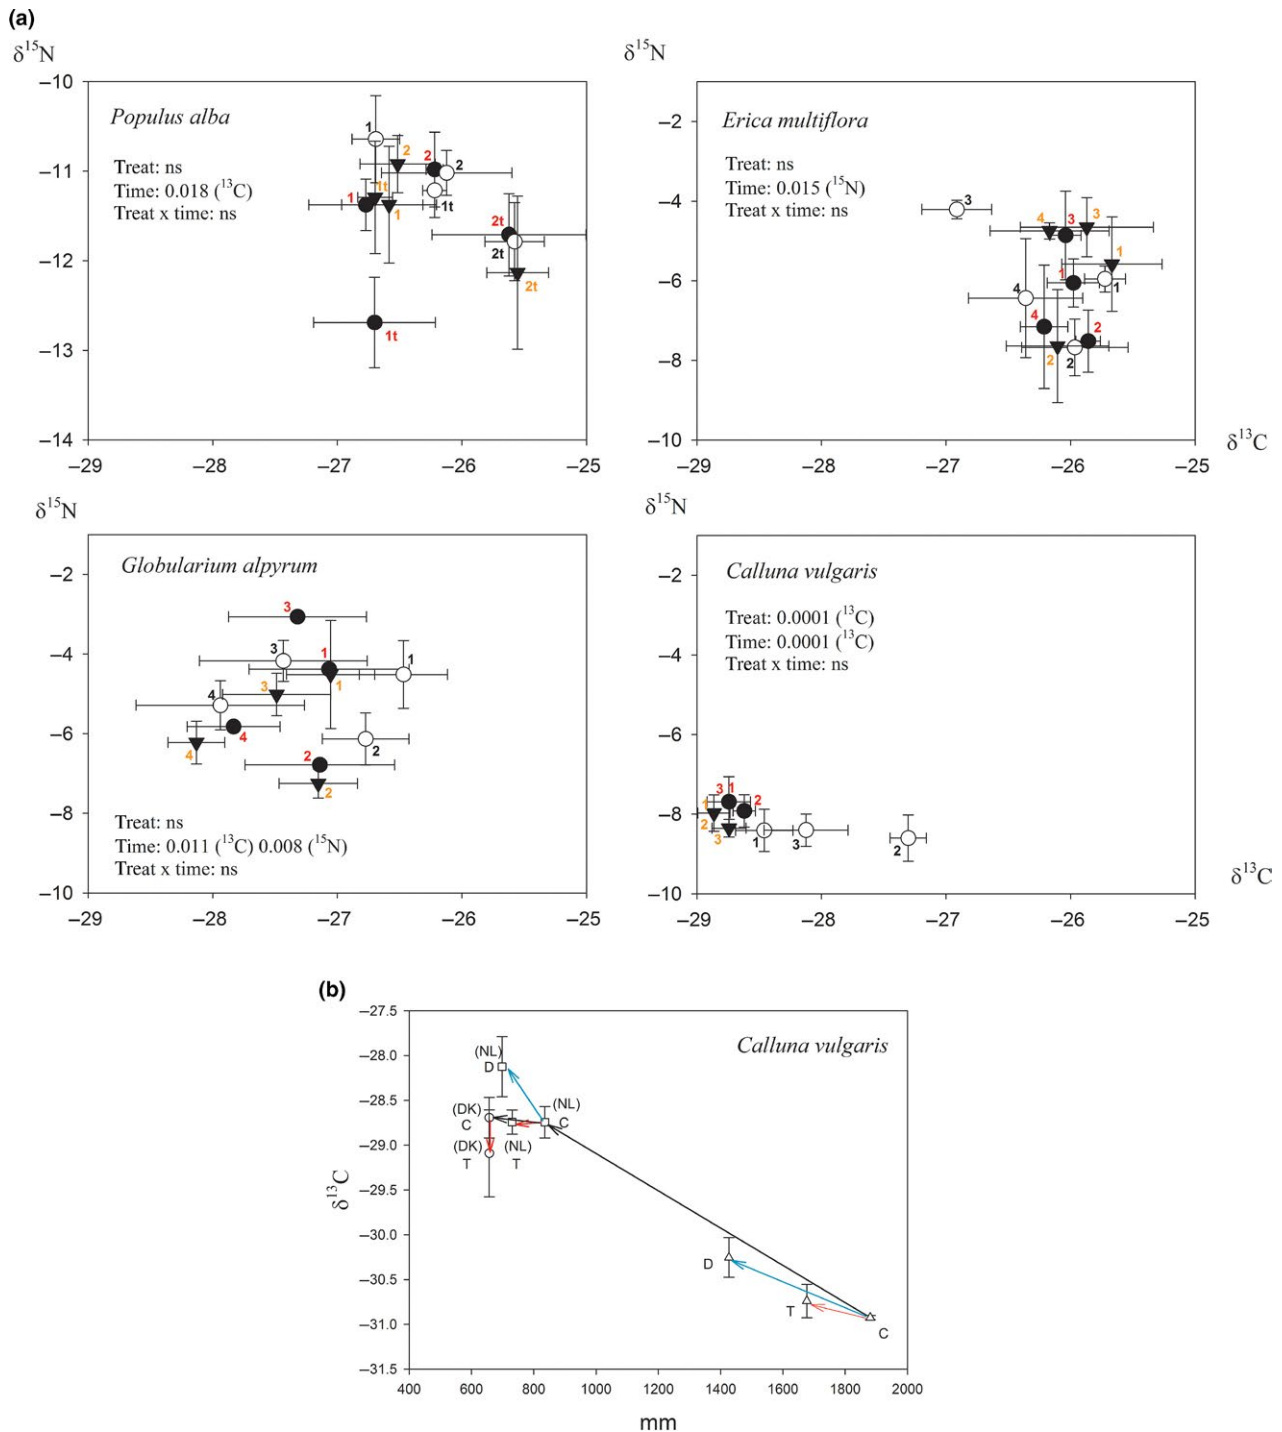 (a)
δ15N
Populus alba
Treat: ns
Time: 0.018 (13C)
Treat x time: ns
–10
–11
–12
–13
–14
–29
–28
–27
–26
–25
1
2
2
2
1t
1
1t
1
2t
2t
2t
1t
δ15N
Erica multiflora
Treat: ns
Time: 0.015 (15N)
Treat x time: ns
–2
–4
–6
–8
–10
–29
–28
–27
–26
–25
δ13C
3
4
3
3
1
1
1
4
4
2
2
2
δ15N
Globularium alpyrum
–2
–4
–6
–8
–10
–29
–28
–27
–26
–25
3
3
1
1
3
1
4
4
4
2
2
2
Treat: ns
Time: 0.011 (13C) 0.008 (15N)
Treat x time: ns
δ15N
Calluna vulgaris
Treat: 0.0001 (13C)
Time: 0.0001 (13C)
Treat x time: ns
–2
–4
–6
–8
–10
–29
–28
–27
–26
–25
δ13C
3
1
2
1
2
3
1
3
2
(b)
Calluna vulgaris
δ13C
–27.5
–28.0
–28.5
–29.0
–29.5
–30.0
–30.5
–31.0
–31.5
(NL)
D
(DK)
C
(NL)
C
(DK)
T
(NL)
T
D
T
C
400
600
800
1000
1200
1400
1600
1800
2000
mm